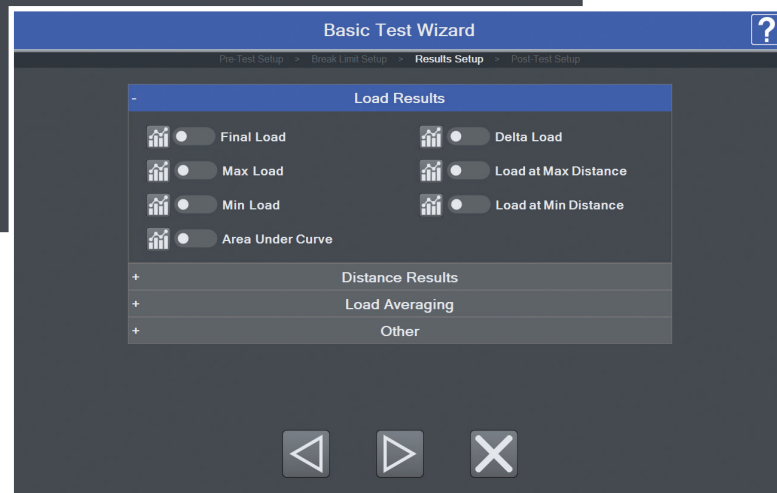 Basic Test Wizard
?
Pre-Test Setup > Break Limit Setup > Results Setup > Post-Test Setup
- Load Results
Final Load Delta Load
Max Load Load at Max Distance
Min Load Load at Min Distance
Area Under Curve
+ Distance Results
+ Load Averaging
+ Other